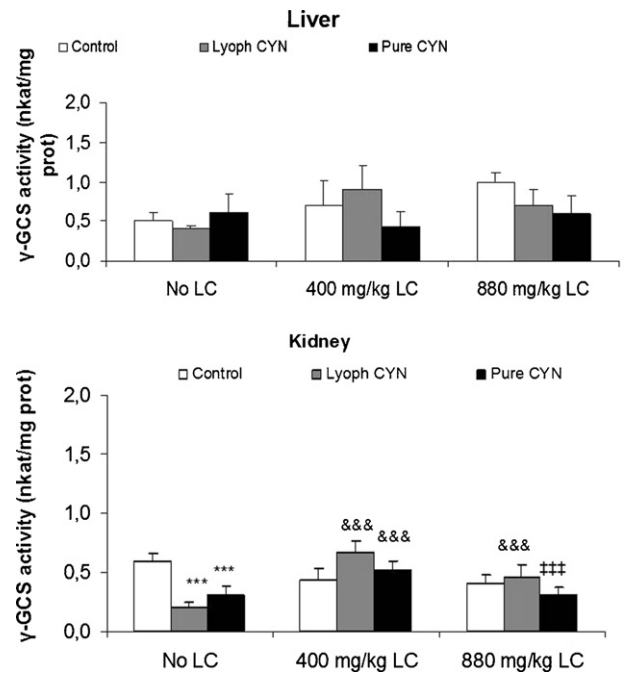 Liver
Control Lyoph CYN Pure CYN
γ-GCS activity (nkat/mg
prot)
2,0
1,5
1,0
0,5
0,0
No LC 400 mg/kg LC 880 mg/kg LC
Kidney
Control Lyoph CYN Pure CYN
γ-GCS activity (nkat/mg prot)
2,0
1,5
1,0
0,5
0,0
*** *** &&& &&& &&& ‡‡‡
No LC 400 mg/kg LC 880 mg/kg LC